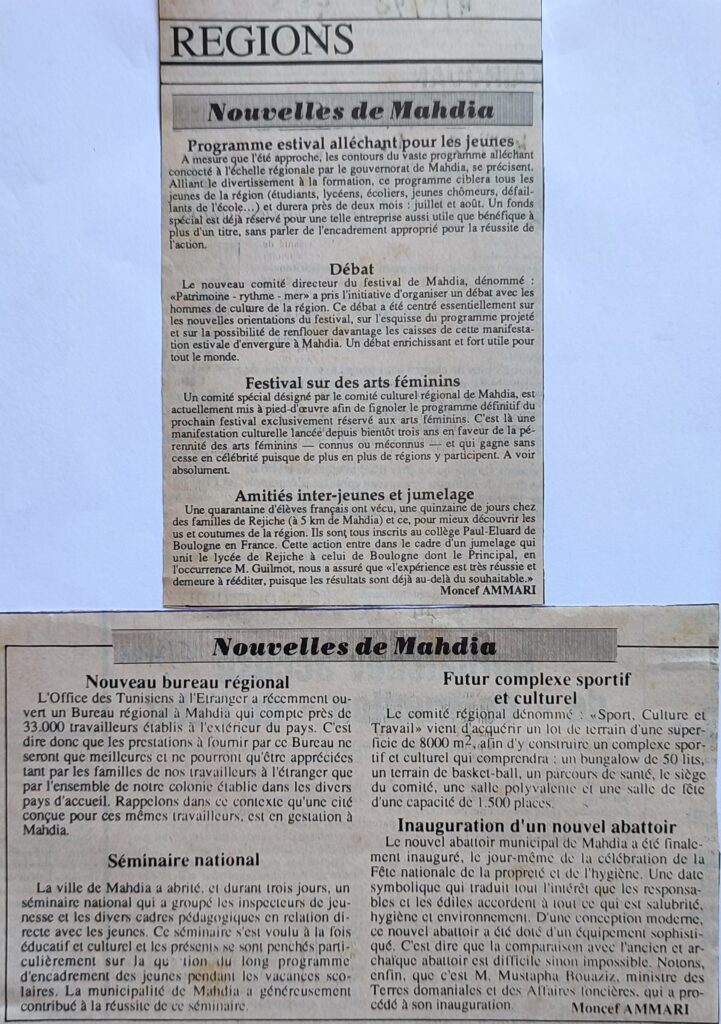 REGIONS
Nouvelles de Mahdia
Programme estival alléchant pour les jeunes
A mesure que l'été approche, les contours du vaste programme alléchant
concocté à l'échelle régionale par le gouvernorat de Mahdia, se précisent.
Alliant le divertissement à la formation, ce programme ciblera tous les
jeunes de la région (étudiants, lycéens, écoliers, jeunes chômeurs, défail-
lants de l'école...) et durera près de deux mois : juillet et août. Un fonds
spécial est déjà réservé pour une telle entreprise aussi utile que bénéfique à
plus d'un titre, sans parler de l'encadrement approprié pour la réussite de
l'action.
Débat
Le nouveau comité directeur du festival de Mahdia, dénommé :
«Patrimoine - rythme - mer» a pris l'initiative d'organiser un débat avec les
hommes de culture de la région. Ce débat a été centré essentiellement sur
les nouvelles orientations du festival, sur l'esquisse du programme projeté
et sur la possibilité de renflouer davantage les caisses de cette manifesta-
tion estivale d'envergure à Mahdia. Un débat enrichissant et fort utile pour
tout le monde.
Festival sur des arts féminins
Un comité spécial désigné par le comité culturel régional de Mahdia, est
actuellement mis à pied-d'œuvre afin de fignoler le programme définitif du
prochain festival exclusivement réservé aux arts féminins. C'est là une
manifestation culturelle lancée depuis bientôt trois ans en faveur de la pé-
rennité des arts féminins — connus ou méconnus — et qui gagne sans
cesse en célébrité puisque de plus en plus de régions y participent. A voir
absolument.
Amitiés inter-jeunes et jumelage
Une quarantaine d'élèves français ont vécu, une quinzaine de jours chez
des familles de Rejiche (à 5 km de Mahdia) et ce, pour mieux découvrir les
us et coutumes de la région. Ils sont tous inscrits au collège Paul-Eluard de
Boulogne en France. Cette action entre dans le cadre d'un jumelage qui
unit le lycée de Rejiche à celui de Boulogne dont le Principal, en
l'occurrence M. Guilmot, nous a assuré que «l'expérience est très réussie et
demeure à rééditer, puisque les résultats sont déjà au-delà du souhaitable.»
Moncef AMMARI
Nouvelles de Mahdia
Nouveau bureau régional
L'Office des Tunisiens à l'Etranger a récemment ou-
vert un Bureau régional à Mahdia qui compte près de
33.000 travailleurs établis à l'extérieur du pays. C'est
dire donc que les prestations à fournir par ce Bureau ne
seront que meilleures et ne pourront qu'être appréciées
tant par les familles de nos travailleurs à l'étranger que
par l'ensemble de notre colonie établie dans les divers
pays d'accueil. Rappelons dans ce contexte qu'une cité
conçue pour ces mêmes travailleurs, est en gestation à
Mahdia.
Séminaire national
La ville de Mahdia a abrité, et durant trois jours, un
séminaire national qui a groupé les inspecteurs de jeu-
nesse et les divers cadres pédagogiques en relation di-
recte avec les jeunes. Ce séminaire s'est voulu à la fois
éducatif et culturel et les présents se sont penchés parti-
culièrement sur la qu tion du long programme
d'encadrement des jeunes pendant les vacances sco-
laires. La municipalité de Mahdia a généreusement
contribué à la réussite de ce séminaire.
Futur complexe sportif
et culturel
Le comité régional dénommé : «Sport, Culture et
Travail» vient d'acquérir un lot de terrain d'une super-
ficie de 8000 m2, afin d'y construire un complexe spor-
tif et culturel qui comprendra : un bungalow de 50 lits,
un terrain de basket-ball, un parcours de santé, le siège
du comité, une salle polyvalente et une salle de fête
d'une capacité de 1.500 places.
Inauguration d'un nouvel abattoir
Le nouvel abattoir municipal de Mahdia a été finale-
ment inauguré, le jour-même de la célébration de la
Fête nationale de la propreté et de l'hygiène. Une date
symbolique qui traduit tout l'intérêt que les responsa-
bles et les édiles accordent à tout ce qui est salubrité,
hygiène et environnement. D'une conception moderne,
ce nouvel abattoir a été doté d'un équipement sophisti-
qué. C'est dire que la comparaison avec l'ancien et ar-
chaïque abattoir est difficile sinon impossible. Notons,
enfin, que c'est M. Mustapha Bouaziz, ministre des
Terres domaniales et des Affaires foncières, qui a pro-
cédé à son inauguration.
Moncef AMMARI